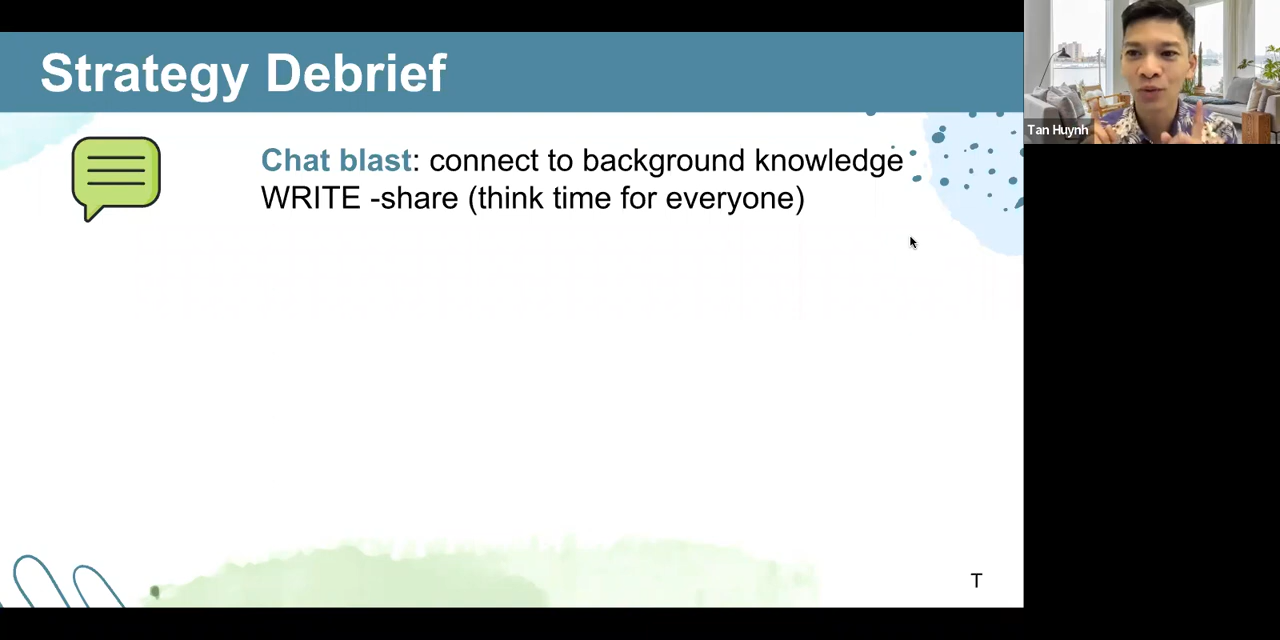 Strategy Debrief
Tan Huynh
Chat blast: connect to background knowledge
WRITE -share (think time for everyone)
T